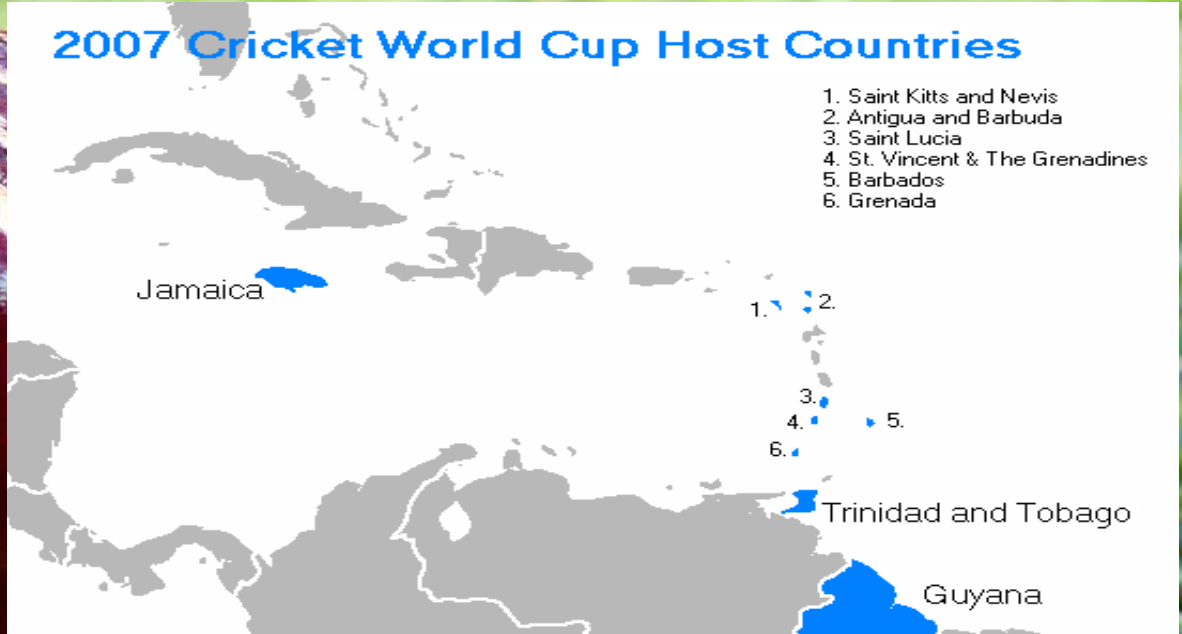 2007 Cricket World Cup Host Countries
1. Saint Kitts and Nevis
2. Antigua and Barbuda
3. Saint Lucia
4. St. Vincent & The Grenadines
5. Barbados
6. Grenada
Jamaica
1.
2.
3.
4.
5.
6.
Trinidad and Tobago
Guyana